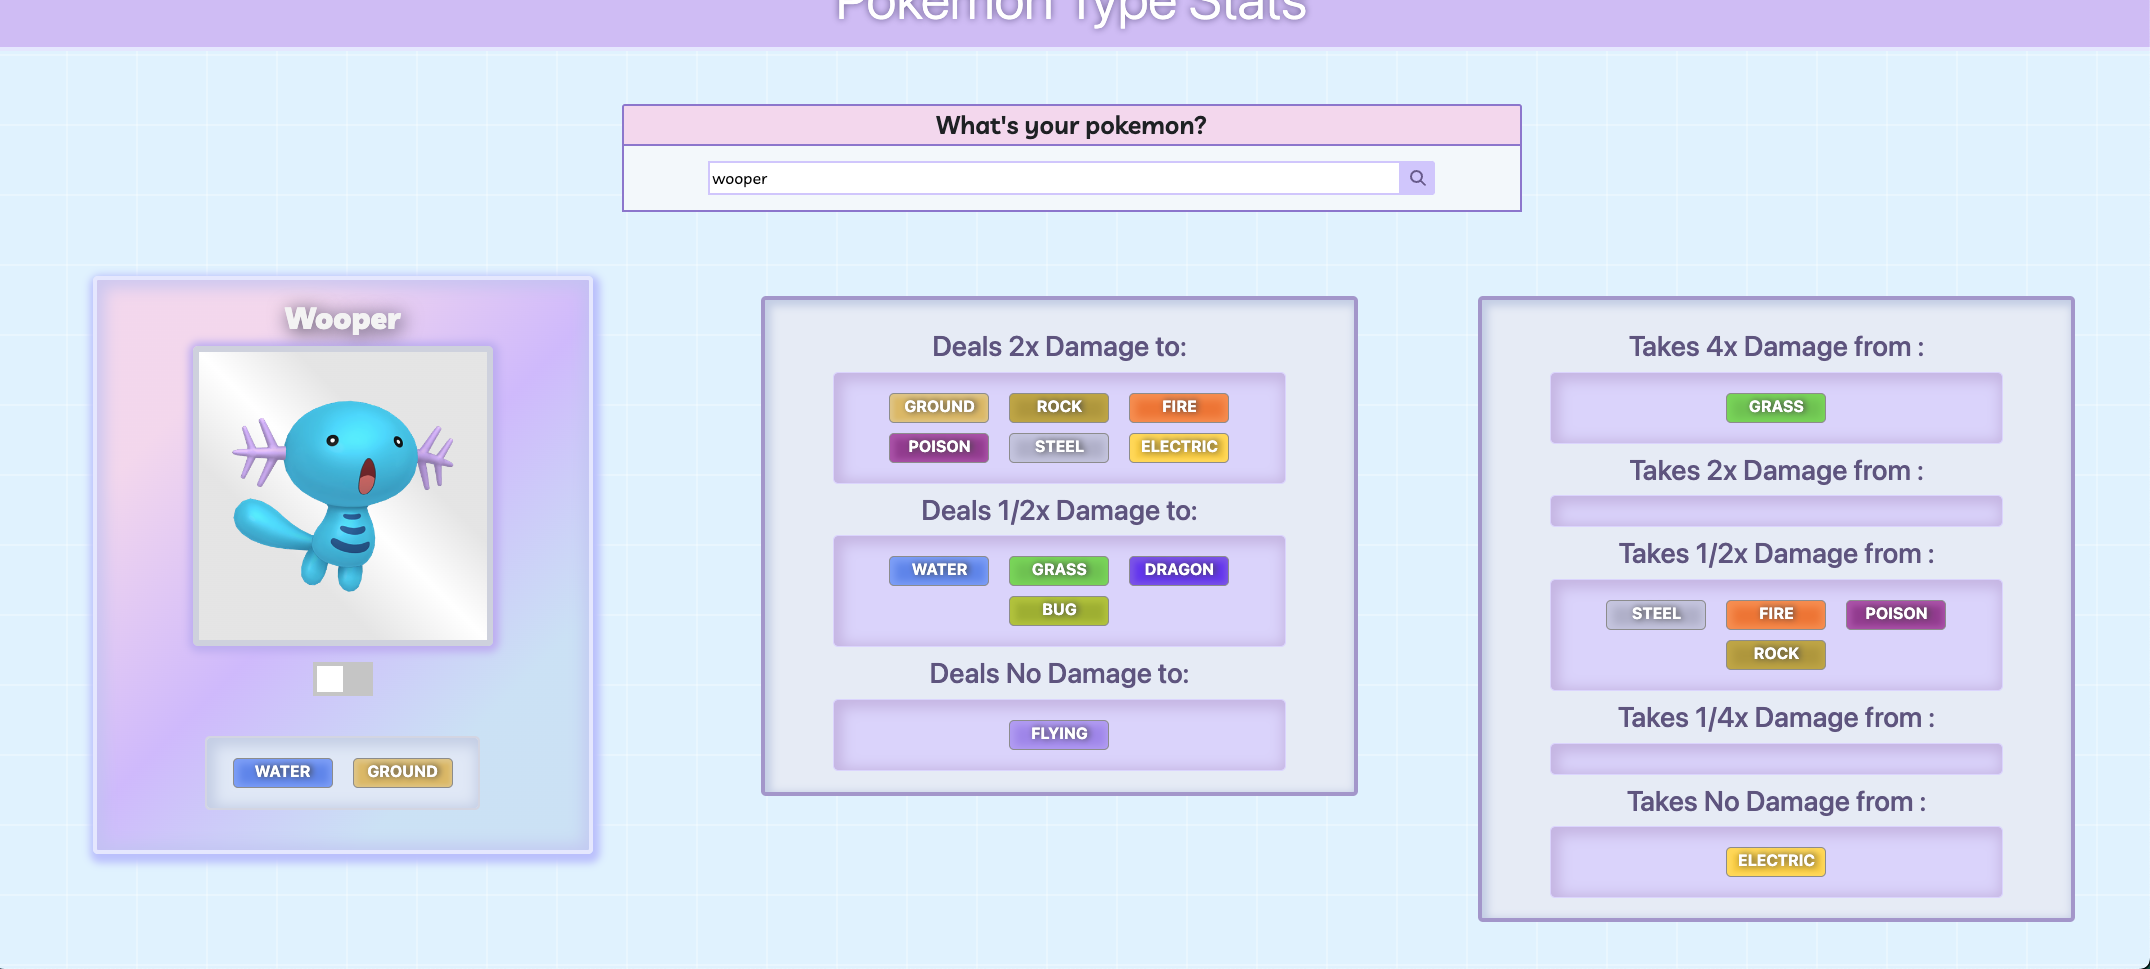 Pokemon Type Stats
What's your pokemon?
wooper
Wooper
WATER GROUND
Deals 2x Damage to:
GROUND ROCK FIRE
POISON STEEL ELECTRIC
Deals 1/2x Damage to:
WATER GRASS DRAGON
BUG
Deals No Damage to:
FLYING
Takes 4x Damage from :
GRASS
Takes 2x Damage from :
Takes 1/2x Damage from :
STEEL FIRE POISON
ROCK
Takes 1/4x Damage from :
Takes No Damage from :
ELECTRIC